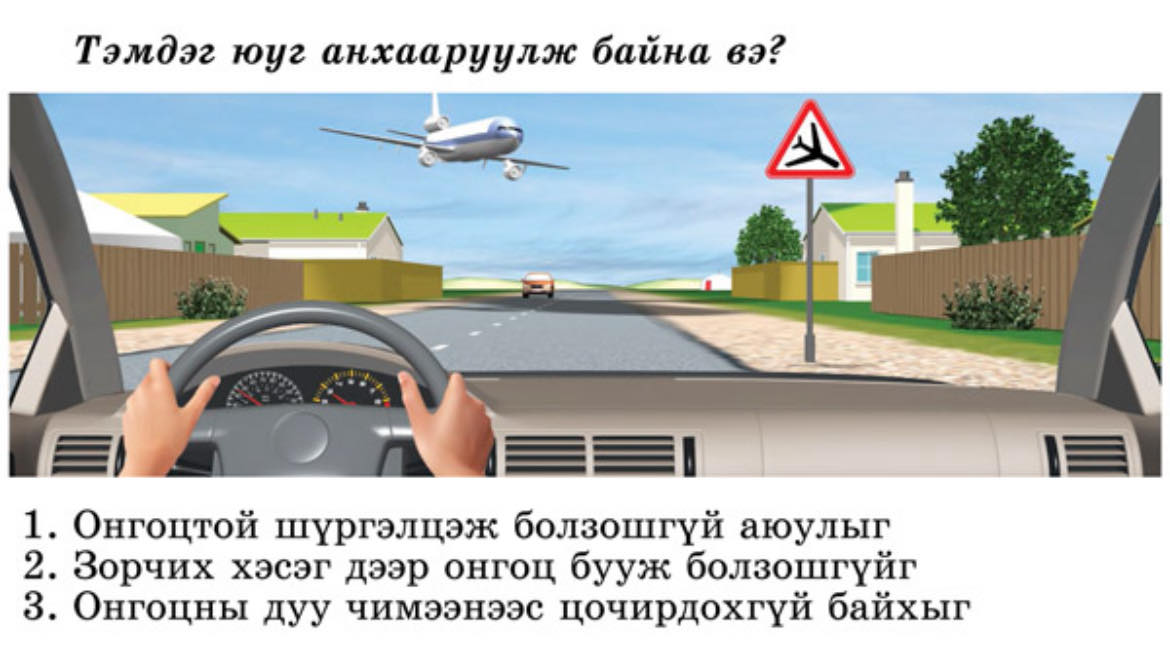 Тэмдэг юуг анхааруулж байна вэ?
1. Онгоцтой шүргэлцэж болзошгүй аюулыг
2. Зорчих хэсэг дээр онгоц бууж болзошгүйг
3. Онгоцны дуу чимээнээс цочирдохгүй байхыг